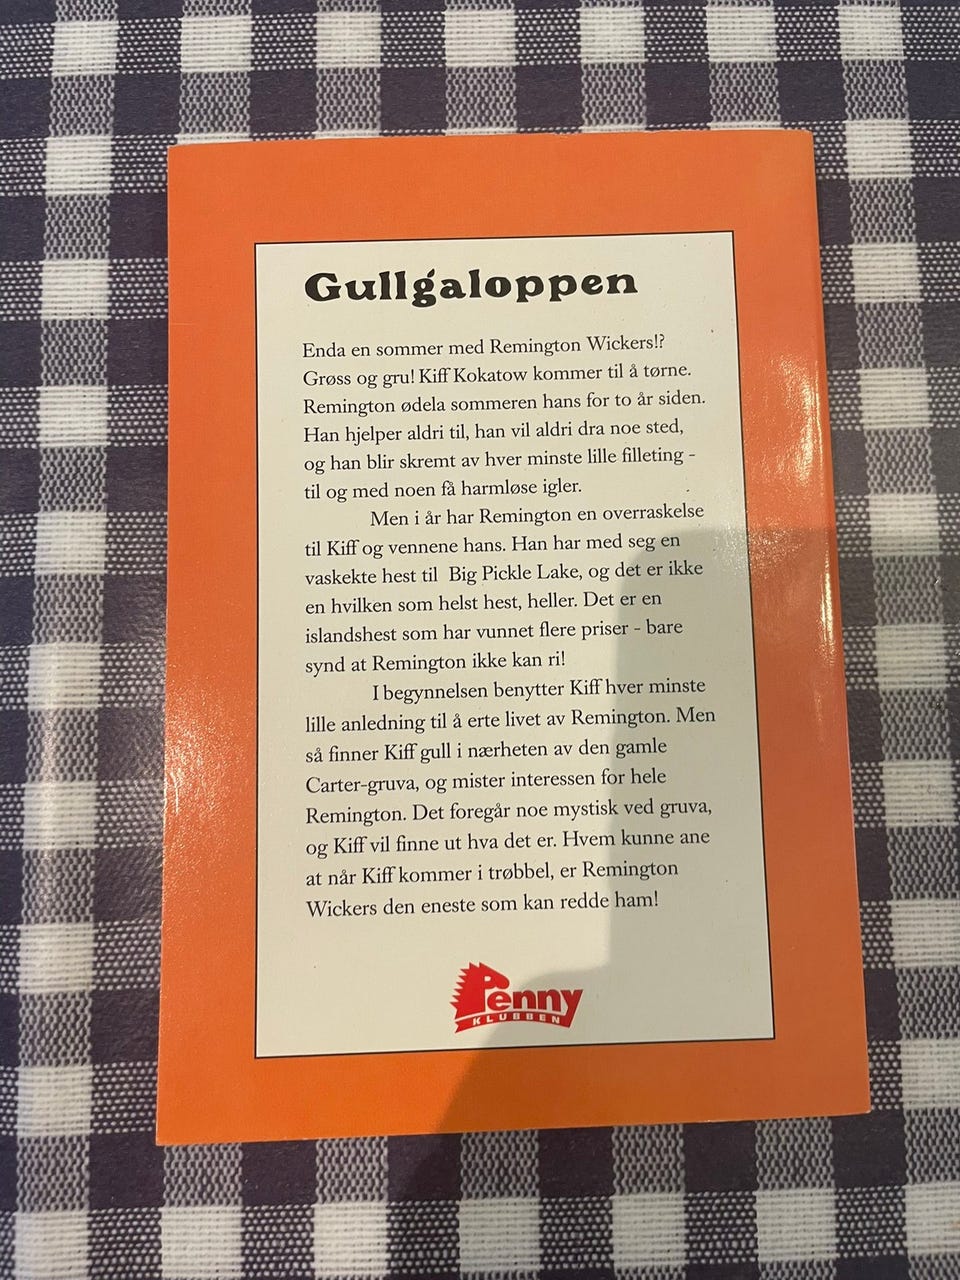 Gullgaloppen
Enda en sommer med Remington Wickers!?
Grøss og gru! Kiff Kokatow kommer til å tørne.
Remington ødela sommeren hans for to år siden.
Han hjelper aldri til, han vil aldri dra noe sted,
og han blir skremt av hver minste lille filleting -
til og med noen få harmløse igler.
Men i år har Remington en overraskelse
til Kiff og vennene hans. Han har med seg en
vaskekte hest til Big Pickle Lake, og det er ikke
en hvilken som helst hest, heller. Det er en
islandshest som har vunnet flere priser - bare
synd at Remington ikke kan ri!
I begynnelsen benytter Kiff hver minste
lille anledning til å erte livet av Remington. Men
så finner Kiff gull i nærheten av den gamle
Carter-gruva, og mister interessen for hele
Remington. Det foregår noe mystisk ved gruva,
og Kiff vil finne ut hva det er. Hvem kunne ane
at når Kiff kommer i trøbbel, er Remington
Wickers den eneste som kan redde ham!
Penny
KLUBBEN